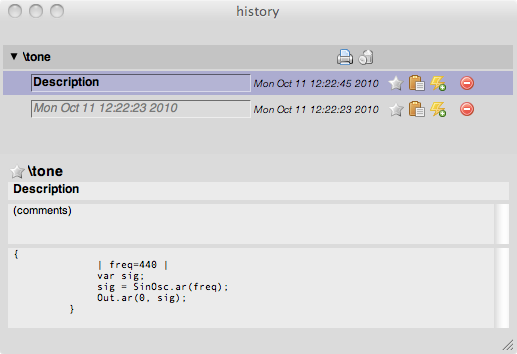 history
▼ \tone
Description Mon Oct 11 12:22:45 2010
Mon Oct 11 12:22:23 2010 Mon Oct 11 12:22:23 2010
\tone
Description
(comments)
{
| freq=440 |
var sig;
sig = SinOsc.ar(freq);
Out.ar(0, sig);
}